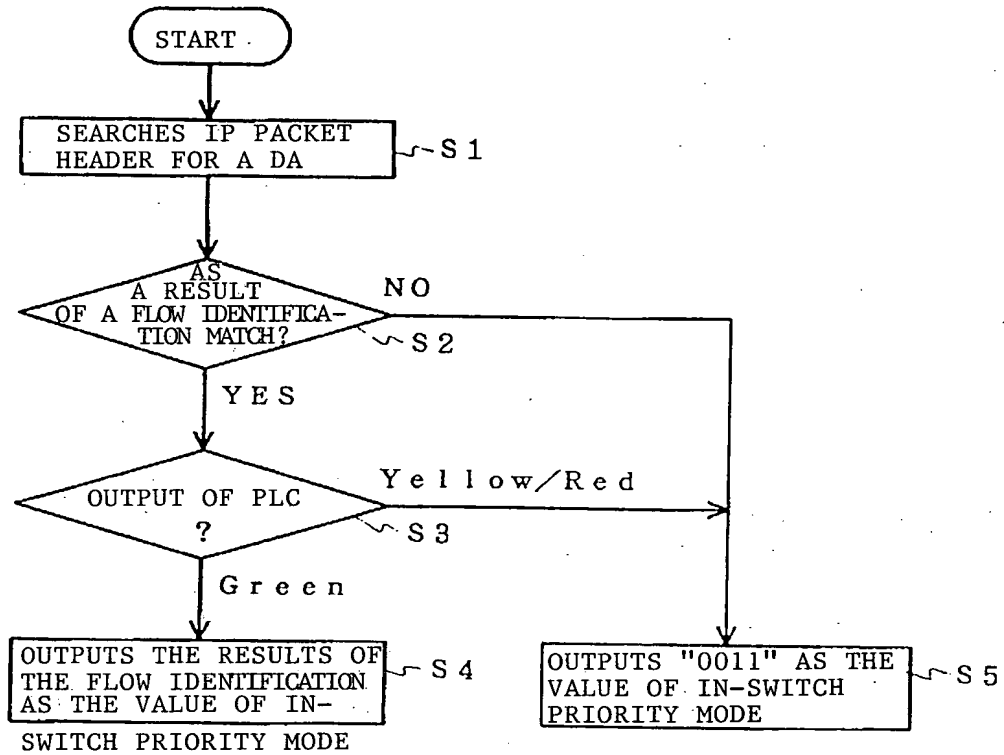 START
SEARCHES IP PACKET
HEADER FOR A DA
S1
AS
A RESULT
OF A FLOW IDENTIFICA-
TION MATCH?
NO
S2
YES
OUTPUT OF PLC
?
Yellow/Red
S3
Green
OUTPUTS THE RESULTS OF
THE FLOW IDENTIFICATION
AS THE VALUE OF IN-
SWITCH PRIORITY MODE
S4
OUTPUTS "0011" AS THE
VALUE OF IN-SWITCH
PRIORITY MODE
S5